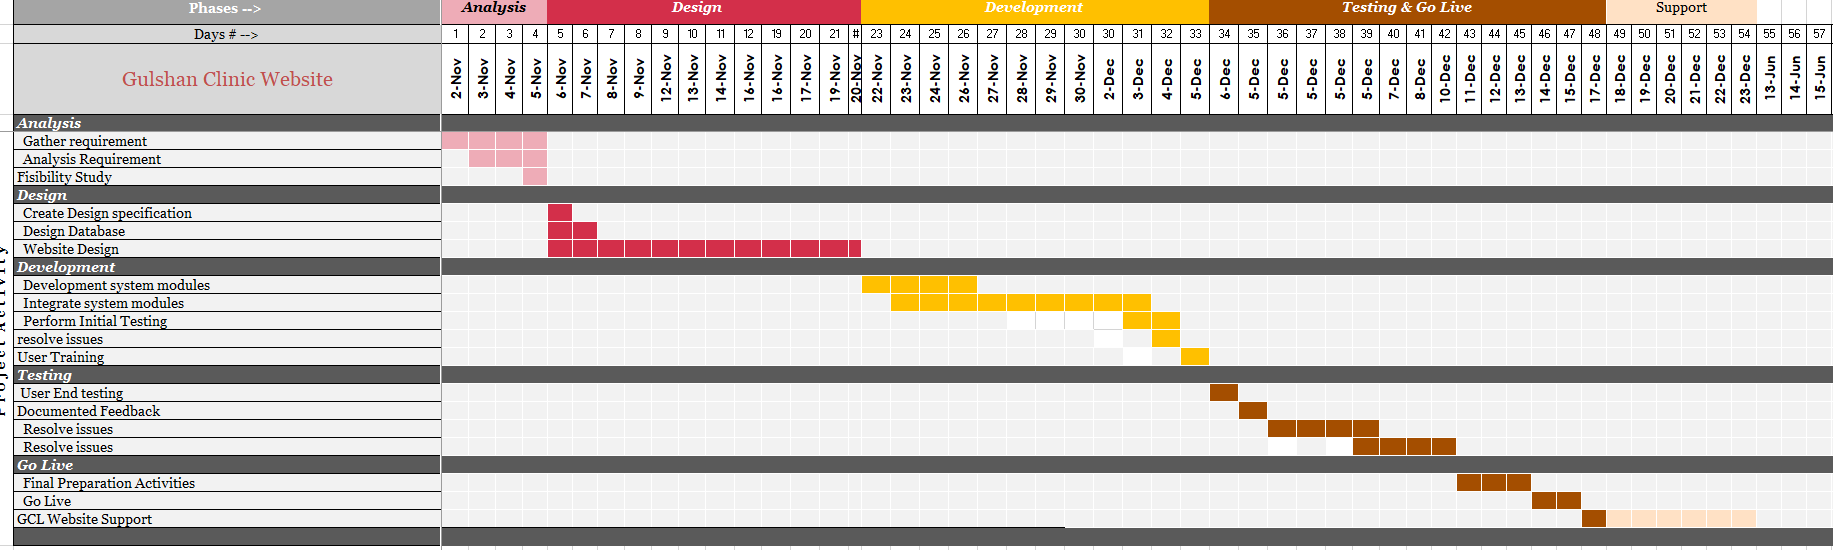 Phases --> Analysis Design Development Testing & Go Live Support
Days # --> 1 2 3 4 5 6 7 8 9 10 11 12 18 20 21 # 23 24 25 26 27 28 29 30 30 31 32 33 34 35 36 37 38 39 40 41 42 43 44 45 46 47 48 49 50 51 52 53 54 55 56 57
Gulshan Clinic Website 2-Nov 3-Nov 4-Nov 5-Nov 6-Nov 7-Nov 8-Nov 9-Nov 12-Nov 13-Nov 14-Nov 16-Nov 16-Nov 17-Nov 19-Nov 20-Nov 22-Nov 23-Nov 24-Nov 26-Nov 27-Nov 28-Nov 29-Nov 30-Nov 2-Dec 3-Dec 4-Dec 5-Dec 6-Dec 5-Dec 5-Dec 5-Dec 5-Dec 5-Dec 7-Dec 8-Dec 10-Dec 11-Dec 12-Dec 13-Dec 14-Dec 15-Dec 17-Dec 18-Dec 19-Dec 20-Dec 21-Dec 22-Dec 23-Dec 13-Jun 14-Jun 15-Jun
Project Activity
Analysis
Gather requirement
Analysis Requirement
Fisibility Study
Design
Create Design specification
Design Database
Website Design
Development
Development system modules
Integrate system modules
Perform Initial Testing
resolve issues
User Training
Testing
User End testing
Documented Feedback
Resolve issues
Resolve issues
Go Live
Final Preparation Activities
Go Live
GCL Website Support